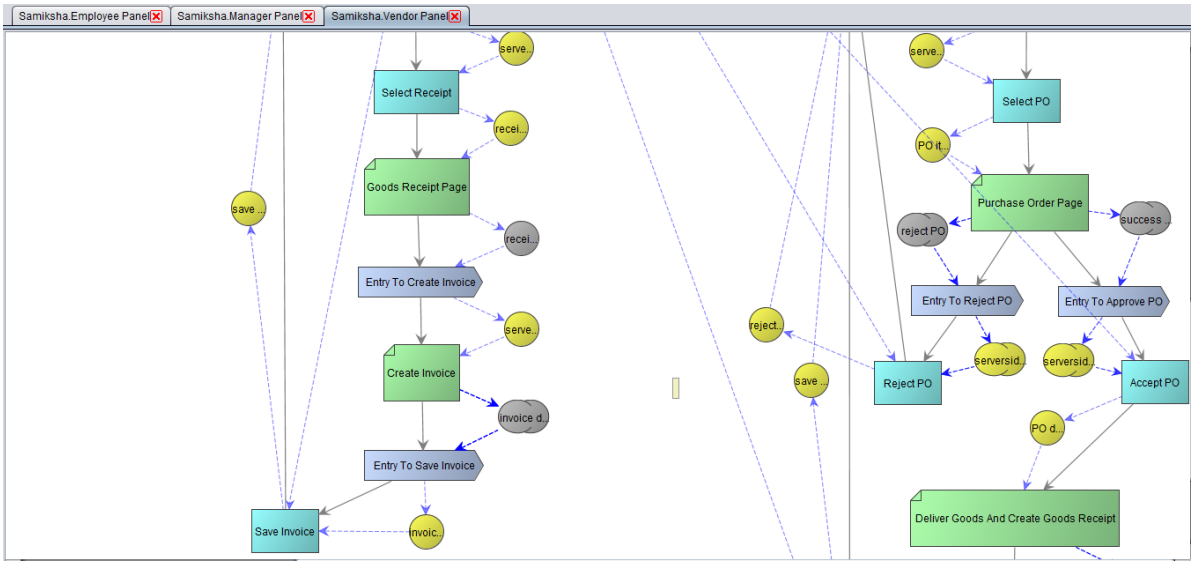 Samiksha.Employee Panel
Samiksha.Manager Panel
Samiksha.Vendor Panel
serve..
Select Receipt
recei...
Goods Receipt Page
save ...
recei...
Entry To Create Invoice
serve..
Create Invoice
invoice d...
Entry To Save Invoice
Save Invoice
invoic..
serve..
Select PO
PO it..
Purchase Order Page
reject PO
success ...
Entry To Reject PO
Entry To Approve PO
reject..
serversid..
serversid..
Reject PO
save ...
Accept PO
PO d...
Deliver Goods And Create Goods Receipt